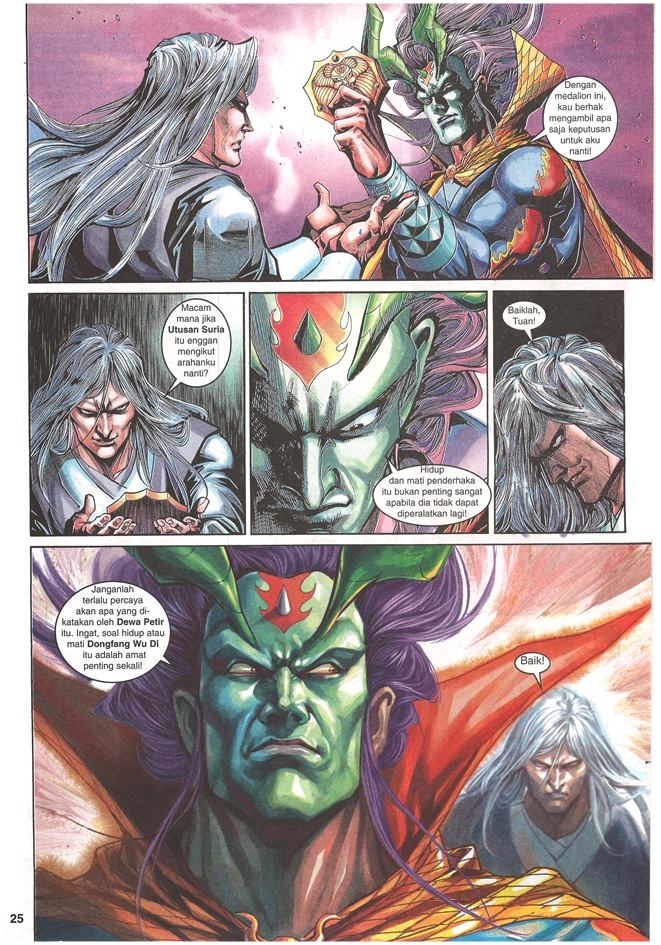 Dengan
medalion ini,
kau berhak
mengambil apa
saja keputusan
untuk aku
nanti!
Macam
mana jika
Utusan Suria
itu enggan
mengikut
arahanku
nanti?
Hidup
dan mati penderhaka
itu bukan penting sangat
apabila dia tidak dapat
diperalatkan lagi!
Baiklah,
Tuan!
Janganlah
terlalu percaya
akan apa yang di-
katakan oleh Dewa Petir
itu. Ingat, soal hidup atau
mati Dongfang Wu Di
itu adalah amat
penting sekali!
Baik!
25